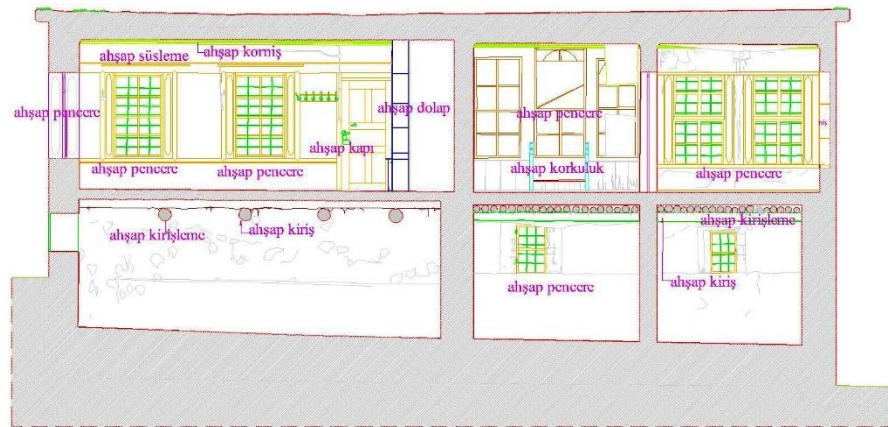 ahşap korniş
ahşap süsleme
ahşap pencere
ahşap dolap
ahşap pencere
ahşap kapı
ahşap pencere
ahşap pencere
ahşap korkuluk
ahşap pencere
ahşap kirişleme
ahşap kiriş
ahşap kirişleme
ahşap pencere
ahşap kiriş